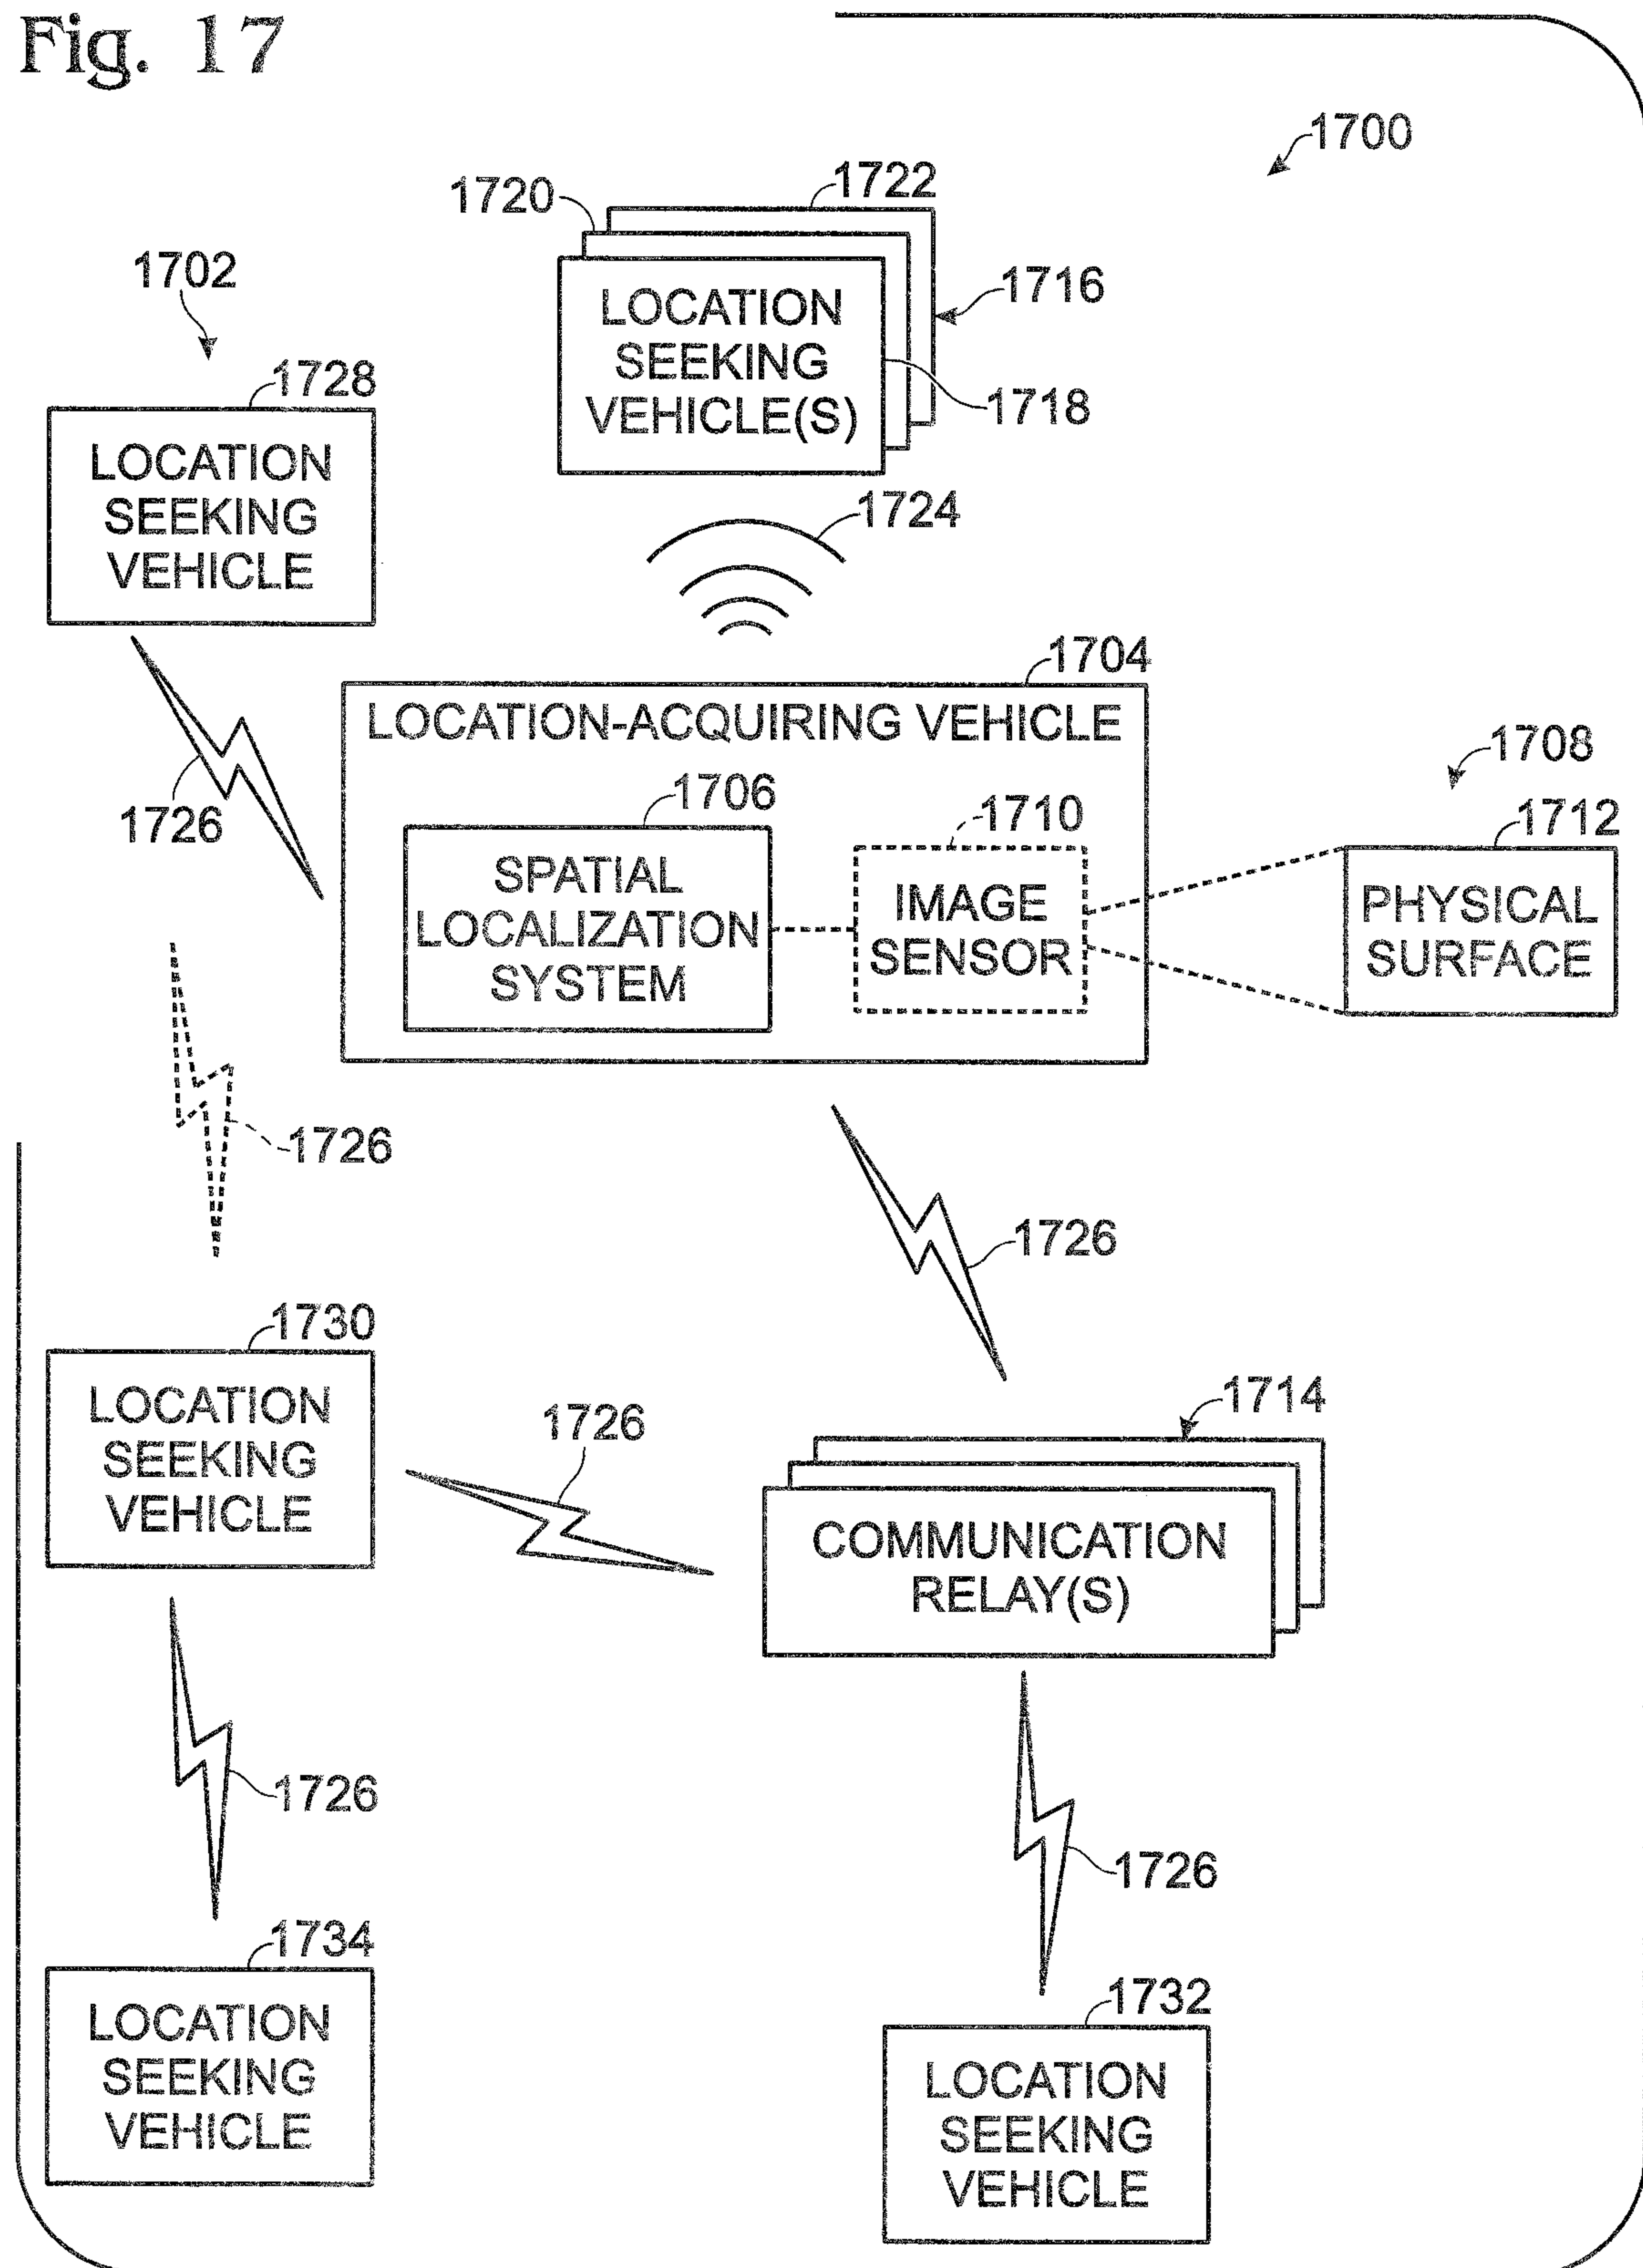 Fig. 17
1700
1722
1720
1702
1716
LOCATION
SEEKING
VEHICLE(S)
1718
1728
LOCATION
SEEKING
VEHICLE
1724
1704
LOCATION-ACQUIRING VEHICLE
1708
1706
1710
1712
1726
SPATIAL
LOCALIZATION
SYSTEM
IMAGE
SENSOR
PHYSICAL
SURFACE
1726
1726
1730
LOCATION
SEEKING
VEHICLE
1726
1714
COMMUNICATION
RELAY(S)
1726
1726
1734
LOCATION
SEEKING
VEHICLE
1732
LOCATION
SEEKING
VEHICLE